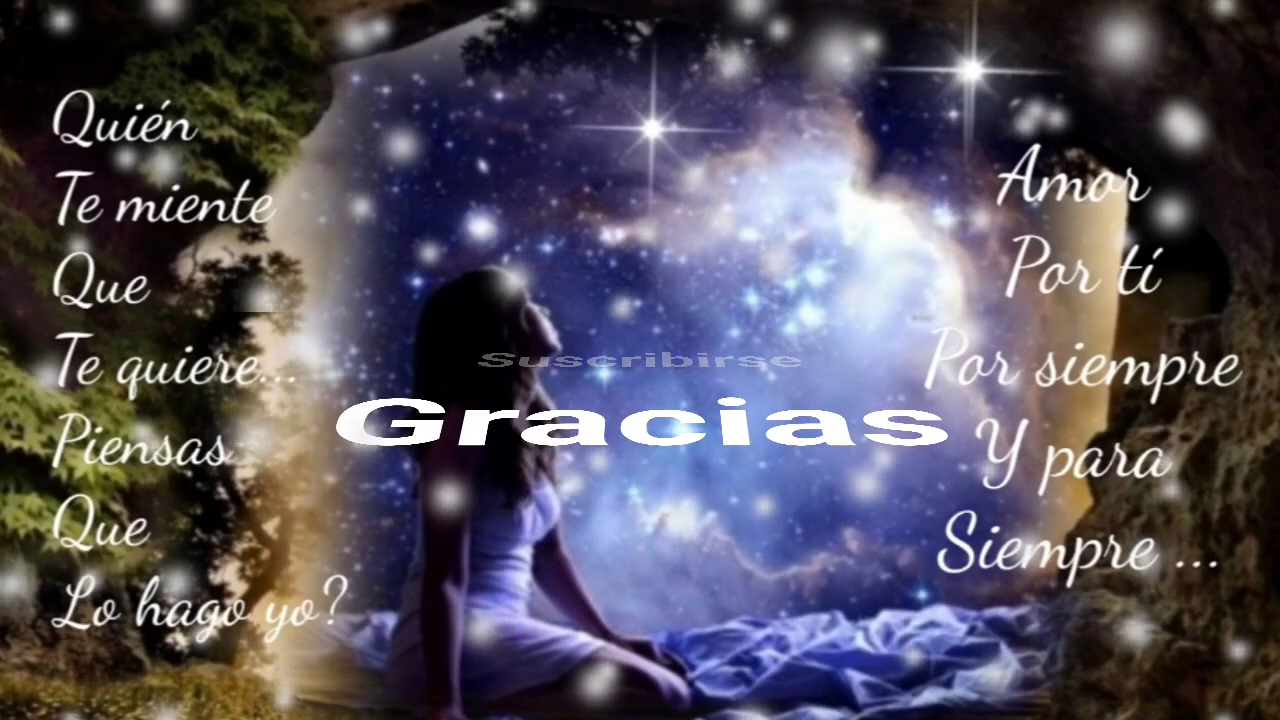 Quién
Te miente
Que
Te quiere...
Piensas
Que
Lo hago yo?
Suscribirse
Gracias
Amor
Por tí
Por siempre
Y para
Siempre ...